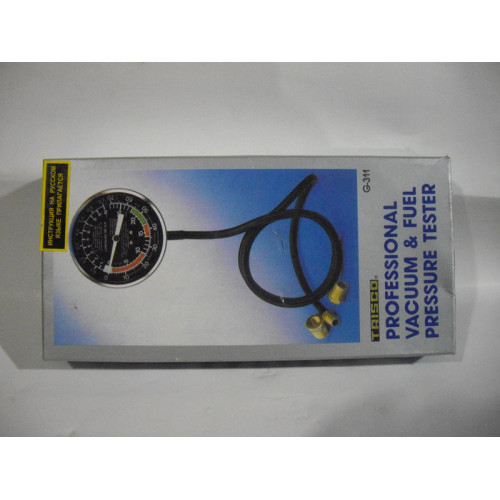 ИНСТРУКЦИЯ НА РУССКОМ
ЯЗЫКЕ ПРИЛАГАЕТСЯ
G-311
TRISCO®
PROFESSIONAL
VACUUM & FUEL
PRESSURE TESTER